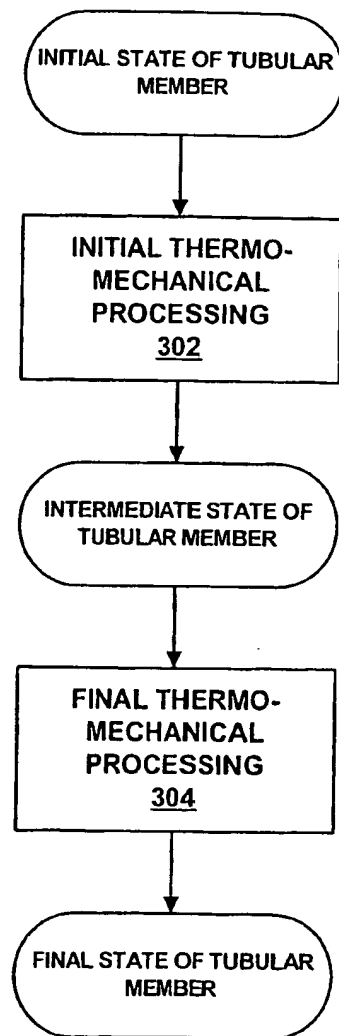 INITIAL STATE OF TUBULAR
MEMBER
INITIAL THERMO-
MECHANICAL
PROCESSING
302
INTERMEDIATE STATE OF
TUBULAR MEMBER
FINAL THERMO-
MECHANICAL
PROCESSING
304
FINAL STATE OF TUBULAR
MEMBER